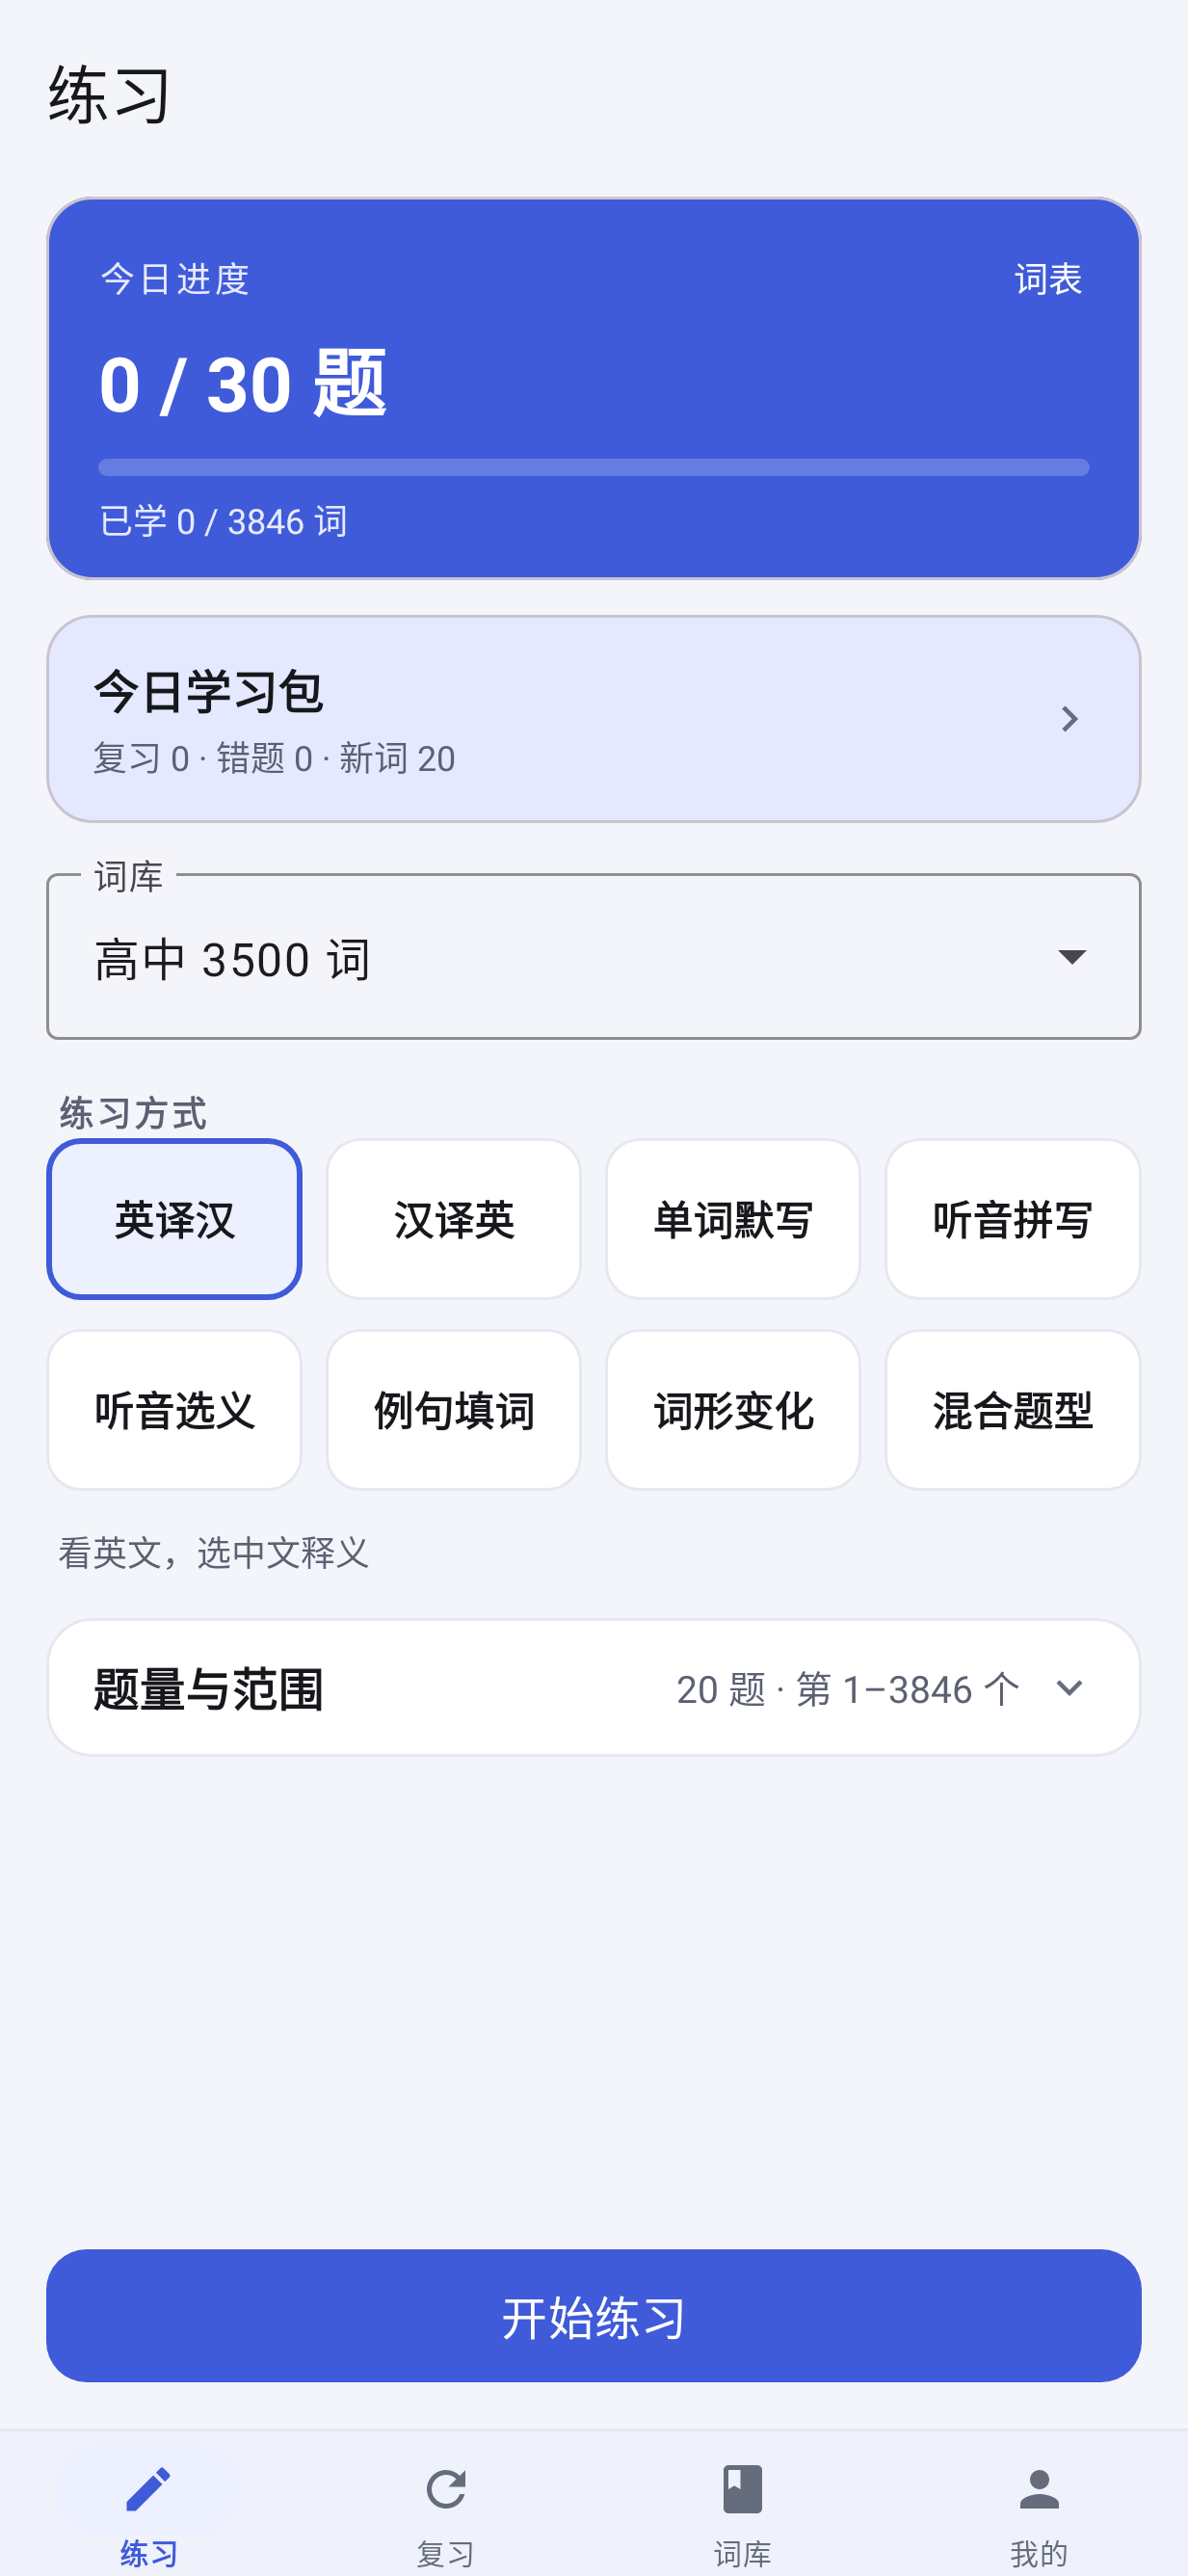 练习
今日进度 词表
0 / 30 题
已学 0 / 3846 词
今日学习包
复习 0 · 错题 0 · 新词 20
词库
高中 3500 词
练习方式
英译汉 汉译英 单词默写 听音拼写
听音选义 例句填词 词形变化 混合题型
看英文，选中文释义
题量与范围 20 题 · 第 1–3846 个
开始练习
练习 复习 词库 我的